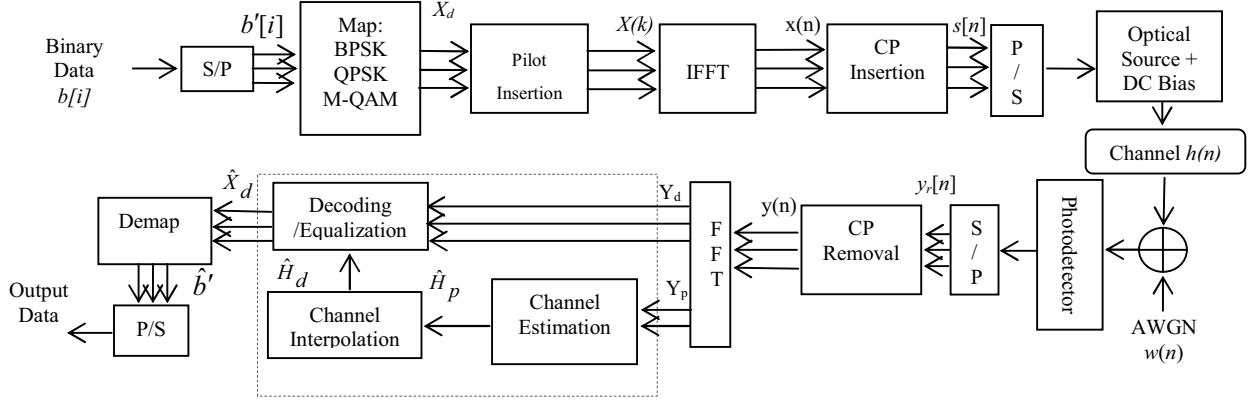 Binary
Data
b[i]
S/P
b'[i]
Map:
BPSK
QPSK
M-QAM
X_d
Pilot
Insertion
X(k)
IFFT
x(n)
CP
Insertion
s[n]
P
/
S
Optical
Source +
DC Bias
Channel h(n)
AWGN
w(n)
Photodetector
y_r[n]
S
/
P
CP
Removal
y(n)
F
F
T
Y_d
Y_p
Decoding
/Equalization
Channel
Estimation
Ĥ_p
Channel
Interpolation
Ĥ_d
X̂_d
Demap
b̂'
P/S
Output
Data